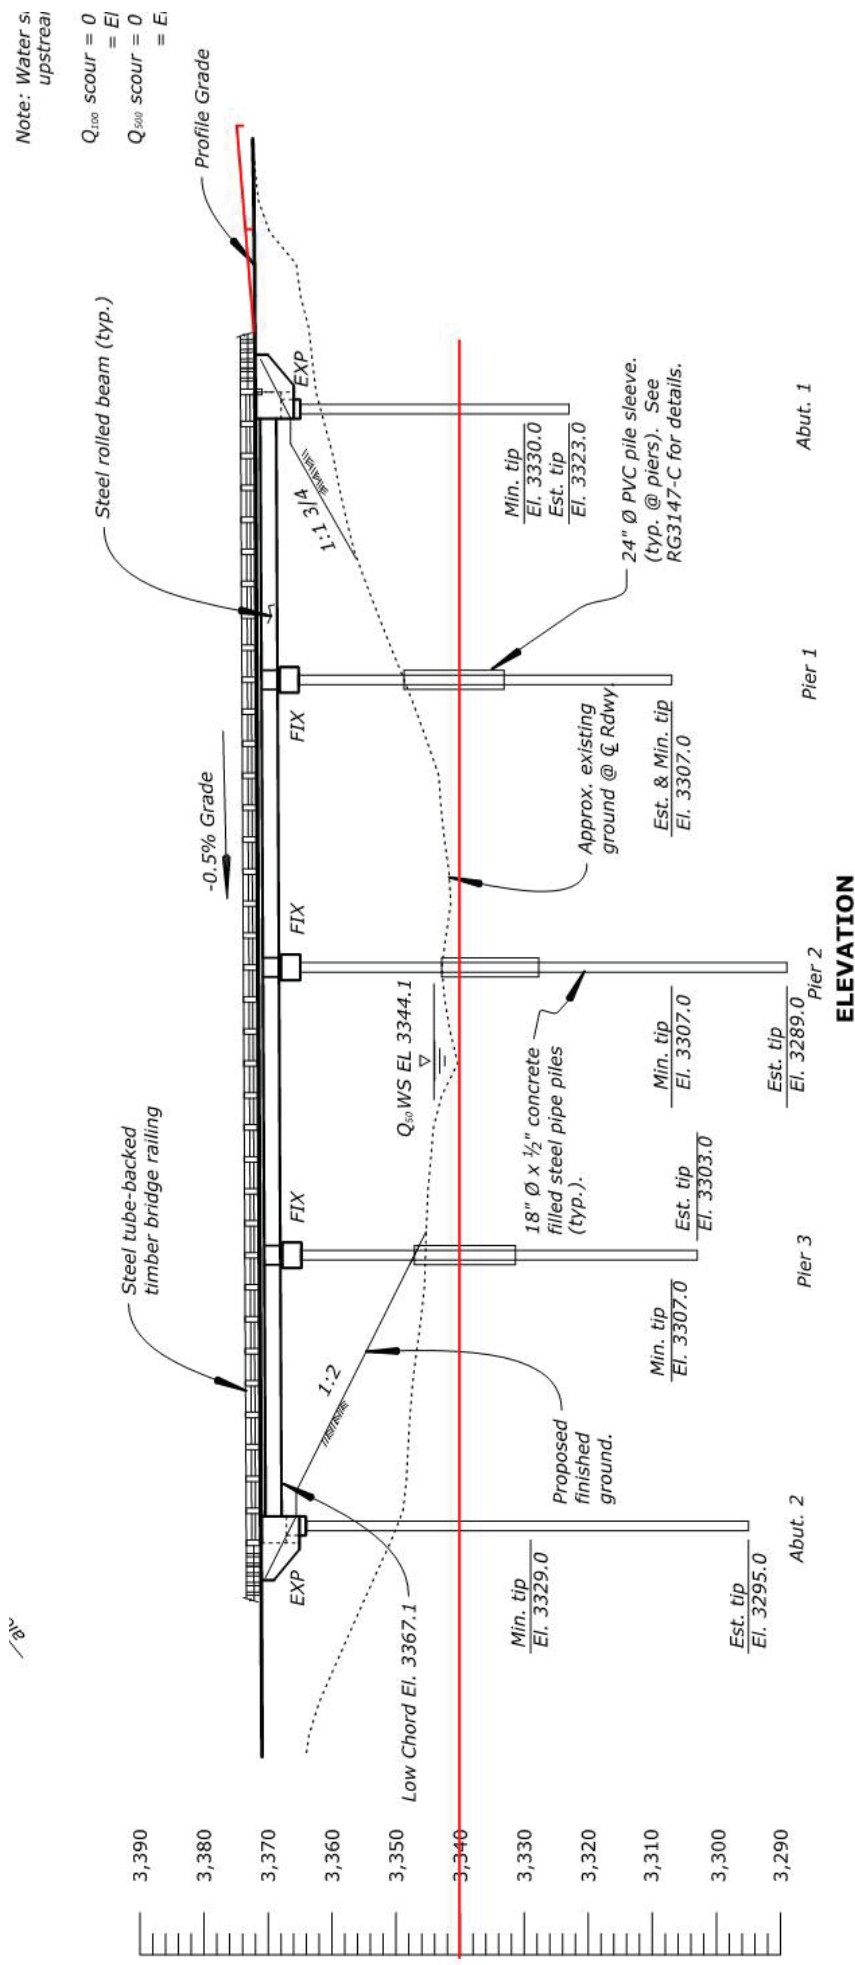 Note: Water s
upstrea
Q₁₀₀ scour = 0
= El
Q₅₀₀ scour = 0
= E
Profile Grade
Steel rolled beam (typ.)
-0.5% Grade
Steel tube-backed
timber bridge railing
EXP
FIX
FIX
FIX
EXP
1:1 3/4
1:2
Q₅₀ WS EL 3344.1
Low Chord El. 3367.1
Min. tip
El. 3330.0
Est. tip
El. 3323.0
24" Ø PVC pile sleeve.
(typ. @ piers). See
RG3147-C for details.
Approx. existing
ground @ ℄ Rdwy.
Est. & Min. tip
El. 3307.0
18" Ø x ½" concrete
filled steel pipe piles
(typ.).
Min. tip
El. 3307.0
Est. tip
El. 3289.0
Est. tip
El. 3303.0
Min. tip
El. 3307.0
Proposed
finished
ground.
Min. tip
El. 3329.0
Est. tip
El. 3295.0
Abut. 2
Pier 3
Pier 2
Pier 1
Abut. 1
ELEVATION
3,390
3,380
3,370
3,360
3,350
3,340
3,330
3,320
3,310
3,300
3,290